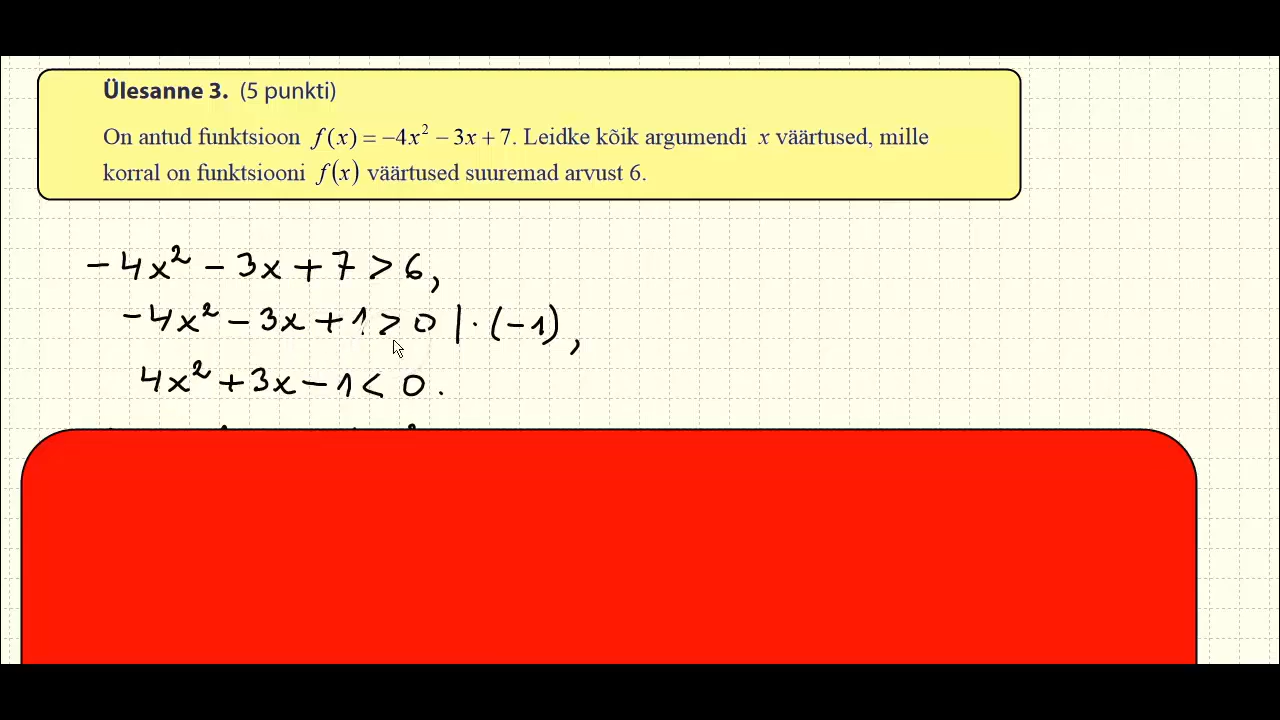 Ülesanne 3. (5 punkti)
On antud funktsioon f(x) = −4x² − 3x + 7. Leidke kõik argumendi x väärtused, mille
korral on funktsiooni f(x) väärtused suuremad arvust 6.
−4x² − 3x + 7 > 6,
−4x² − 3x + 1 > 0 | · (−1),
4x² + 3x − 1 < 0.